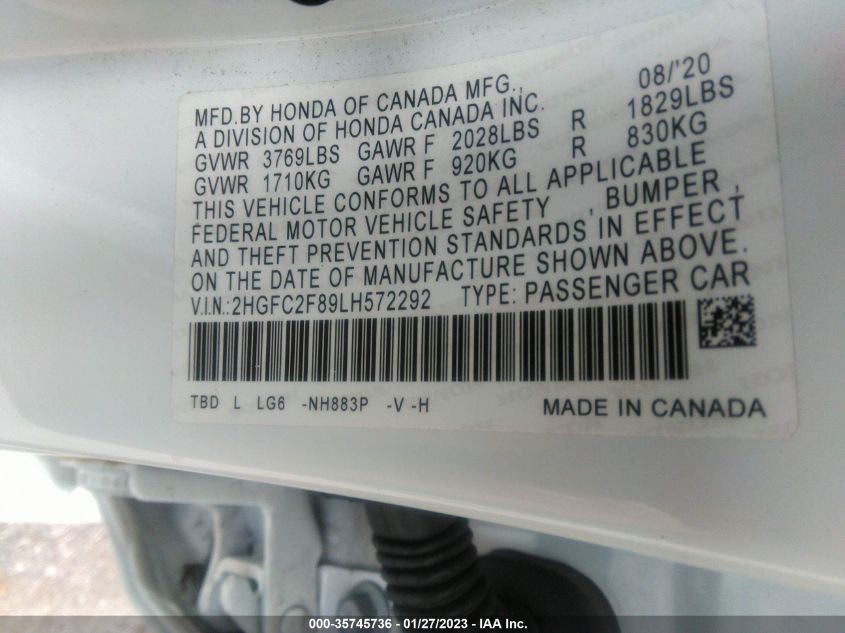 MFD.BY HONDA OF CANADA MFG., 08/'20
A DIVISION OF HONDA CANADA INC.
GVWR 3769LBS GAWR F 2028LBS R 1829LBS
GVWR 1710KG GAWR F 920KG R 830KG
THIS VEHICLE CONFORMS TO ALL APPLICABLE
FEDERAL MOTOR VEHICLE SAFETY , BUMPER ,
AND THEFT PREVENTION STANDARDS IN EFFECT
ON THE DATE OF MANUFACTURE SHOWN ABOVE.
V.I.N.:2HGFC2F89LH572292 TYPE: PASSENGER CAR
TBD L LG6 -NH883P -V -H MADE IN CANADA
000-35745736 - 01/27/2023 - IAA Inc.